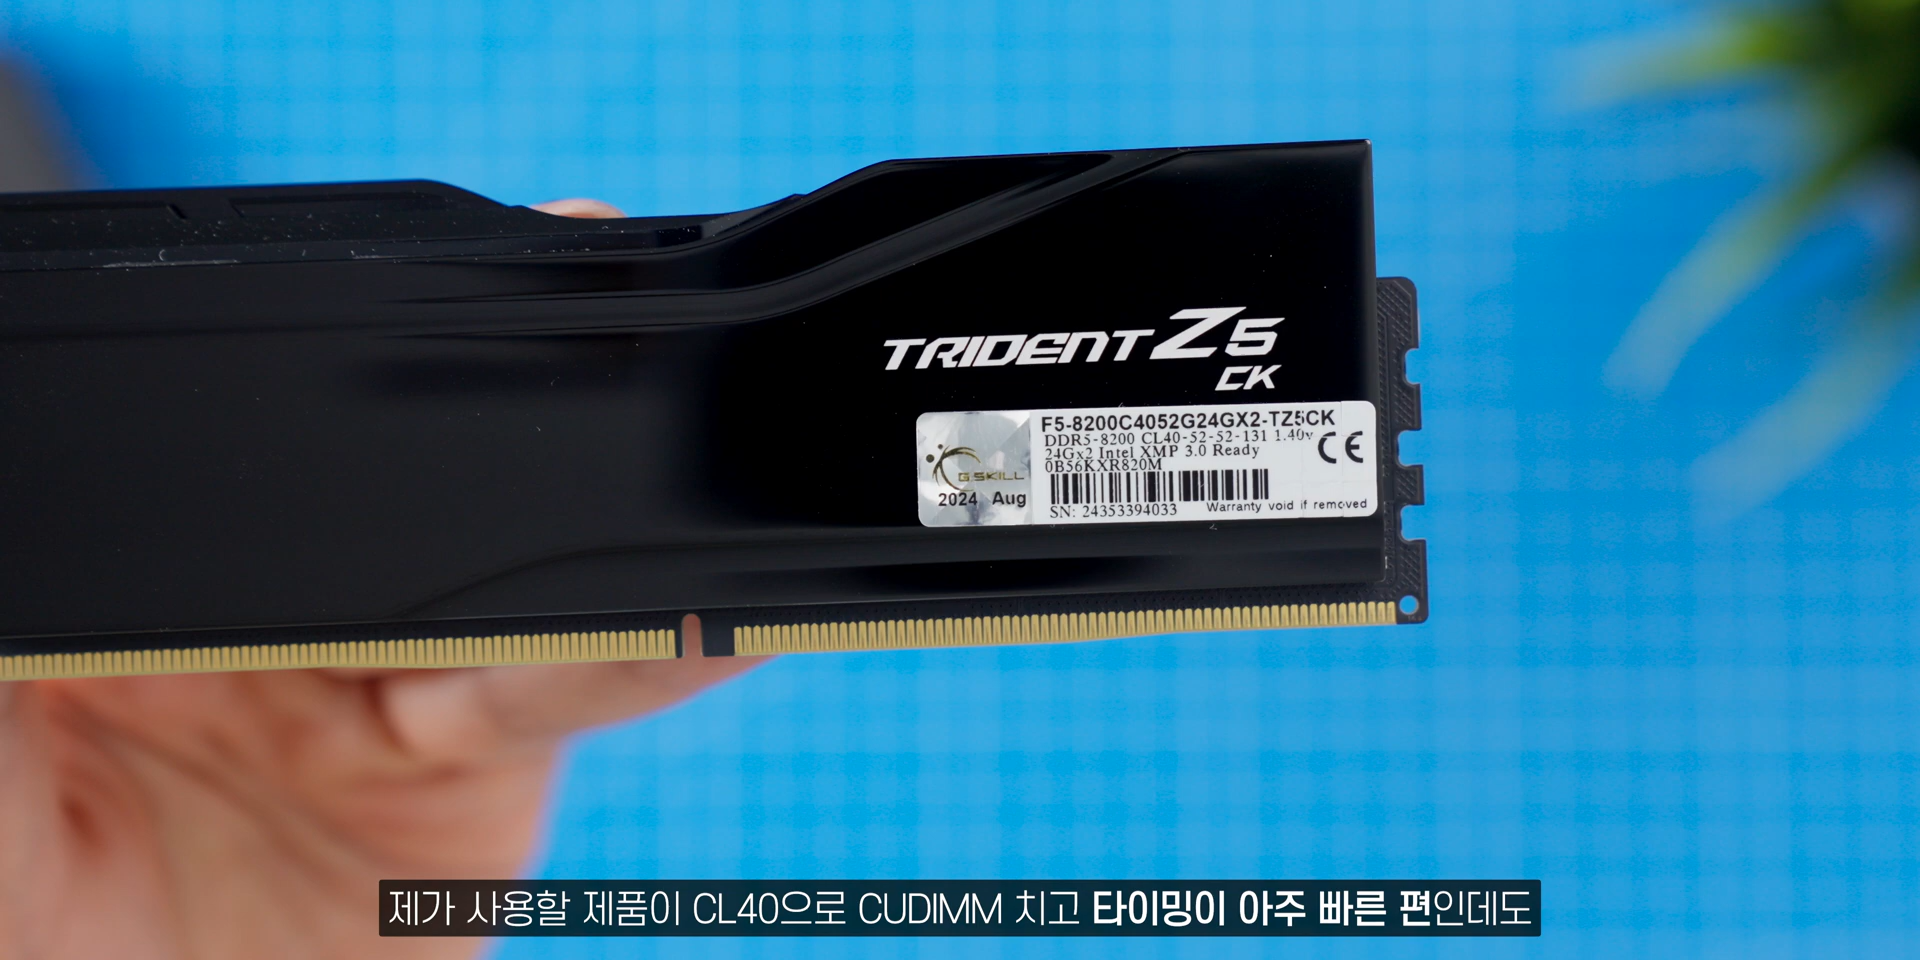 TRIDENT Z5
CK
F5-8200C4052G24GX2-TZ5CK
DDR5-8200 CL40-52-52-131 1.40v
24Gx2 Intel XMP 3.0 Ready
0B56KXR820M
CE
G.SKILL
2024 Aug
SN: 24353394033 Warranty void if removed
제가 사용할 제품이 CL40으로 CUDIMM 치고 타이밍이 아주 빠른 편인데도